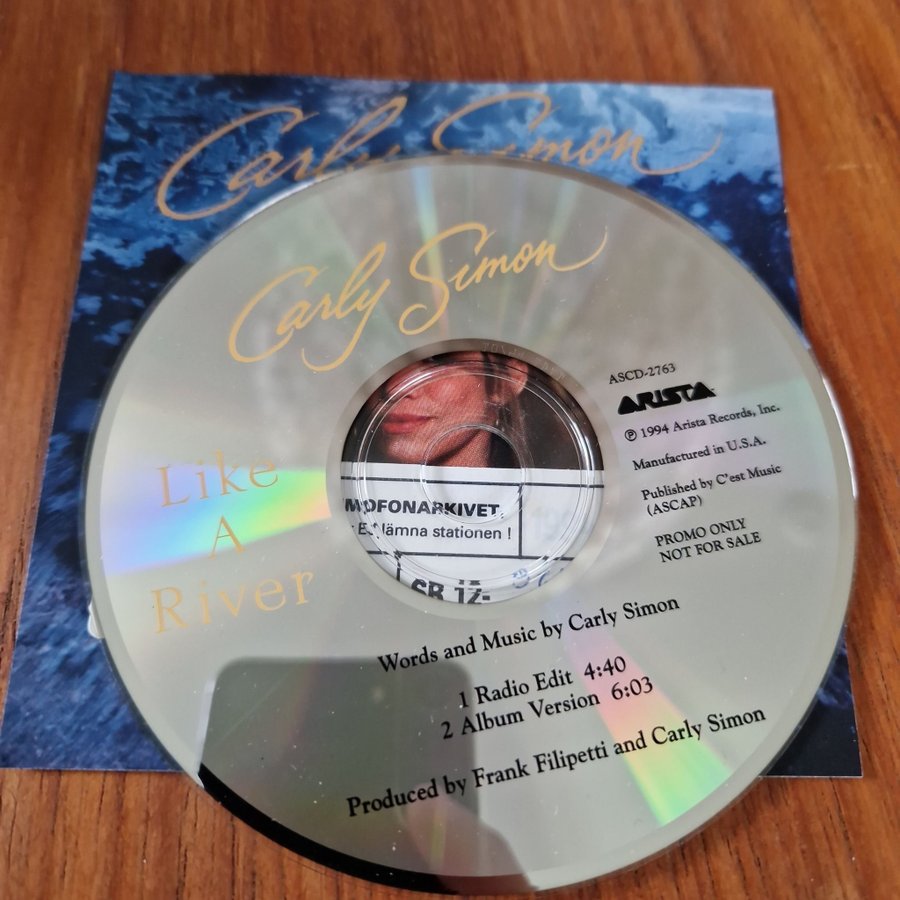 Carly Simon
Carly Simon
ASCD-2763
ARISTA
℗ 1994 Arista Records, Inc.
Manufactured in U.S.A.
Published by C'est Music
(ASCAP)
PROMO ONLY
NOT FOR SALE
Like
A
River
MOFONARKIVET.
lämna stationen !
Words and Music by Carly Simon
1 Radio Edit 4:40
2 Album Version 6:03
Produced by Frank Filipetti and Carly Simon